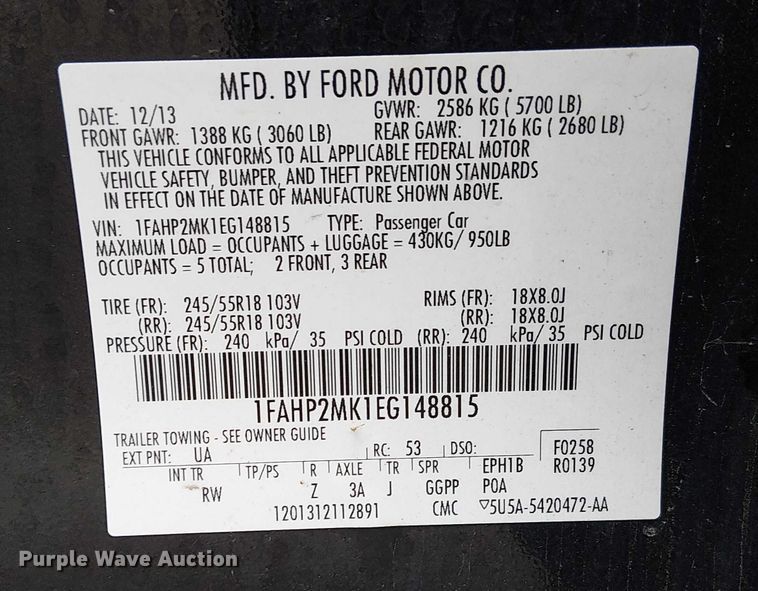 MFD. BY FORD MOTOR CO.
DATE: 12/13 GVWR: 2586 KG ( 5700 LB)
FRONT GAWR: 1388 KG ( 3060 LB) REAR GAWR: 1216 KG ( 2680 LB)
THIS VEHICLE CONFORMS TO ALL APPLICABLE FEDERAL MOTOR
VEHICLE SAFETY, BUMPER, AND THEFT PREVENTION STANDARDS
IN EFFECT ON THE DATE OF MANUFACTURE SHOWN ABOVE.
VIN: 1FAHP2MK1EG148815 TYPE: Passenger Car
MAXIMUM LOAD = OCCUPANTS + LUGGAGE = 430KG/ 950LB
OCCUPANTS = 5 TOTAL; 2 FRONT, 3 REAR
TIRE (FR): 245/55R18 103V RIMS (FR): 18X8.0J
(RR): 245/55R18 103V (RR): 18X8.0J
PRESSURE (FR): 240 kPa/ 35 PSI COLD (RR): 240 kPa/ 35 PSI COLD
1FAHP2MK1EG148815
TRAILER TOWING - SEE OWNER GUIDE
EXT PNT: UA RC: 53 DSO: F0258
INT TR TP/PS R AXLE TR SPR EPH1B R0139
RW Z 3A J GGPP POA
1201312112891 CMC ▽5U5A-5420472-AA
Purple Wave Auction